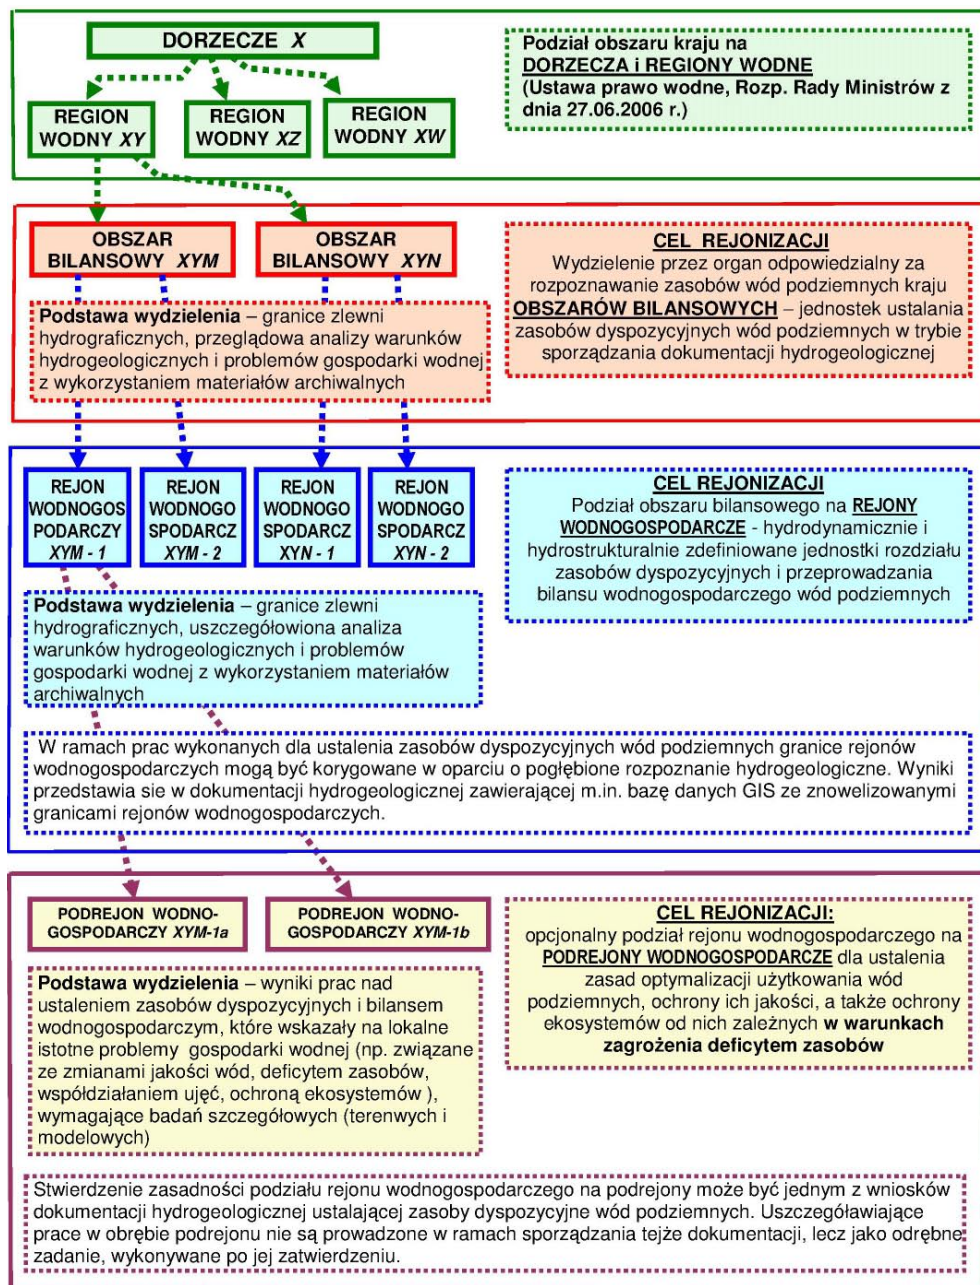 DORZECZE X
REGION
WODNY XY
REGION
WODNY XZ
REGION
WODNY XW
Podział obszaru kraju na
DORZECZA i REGIONY WODNE
(Ustawa prawo wodne, Rozp. Rady Ministrów z
dnia 27.06.2006 r.)
OBSZAR
BILANSOWY XYM
OBSZAR
BILANSOWY XYN
Podstawa wydzielenia – granice zlewni
hydrograficznych, przeglądowa analizy warunków
hydrogeologicznych i problemów gospodarki wodnej
z wykorzystaniem materiałów archiwalnych
CEL REJONIZACJI
Wydzielenie przez organ odpowiedzialny za
rozpoznawanie zasobów wód podziemnych kraju
OBSZARÓW BILANSOWYCH – jednostek ustalania
zasobów dyspozycyjnych wód podziemnych w trybie
sporządzania dokumentacji hydrogeologicznej
REJON
WODNOGOS
PODARCZY
XYM - 1
REJON
WODNOGO
SPODARCZ
XYM - 2
REJON
WODNOGO
SPODARCZ
XYN - 1
REJON
WODNOGO
SPODARCZ
XYN - 2
CEL REJONIZACJI
Podział obszaru bilansowego na REJONY
WODNOGOSPODARCZE - hydrodynamicznie i
hydrostrukturalnie zdefiniowane jednostki rozdziału
zasobów dyspozycyjnych i przeprowadzania
bilansu wodnogospodarczego wód podziemnych
Podstawa wydzielenia – granice zlewni
hydrograficznych, uszczegółowiona analiza
warunków hydrogeologicznych i problemów
gospodarki wodnej z wykorzystaniem materiałów
archiwalnych
W ramach prac wykonanych dla ustalenia zasobów dyspozycyjnych wód podziemnych granice rejonów
wodnogospodarczych mogą być korygowane w oparciu o pogłębione rozpoznanie hydrogeologiczne. Wyniki
przedstawia sie w dokumentacji hydrogeologicznej zawierającej m.in. bazę danych GIS ze znowelizowanymi
granicami rejonów wodnogospodarczych.
PODREJON WODNO-
GOSPODARCZY XYM-1a
PODREJON WODNO-
GOSPODARCZY XYM-1b
CEL REJONIZACJI:
opcjonalny podział rejonu wodnogospodarczego na
PODREJONY WODNOGOSPODARCZE dla ustalenia
zasad optymalizacji użytkowania wód
podziemnych, ochrony ich jakości, a także ochrony
ekosystemów od nich zależnych w warunkach
zagrożenia deficytem zasobów
Podstawa wydzielenia – wyniki prac nad
ustaleniem zasobów dyspozycyjnych i bilansem
wodnogospodarczym, które wskazały na lokalne
istotne problemy gospodarki wodnej (np. związane
ze zmianami jakości wód, deficytem zasobów,
współdziałaniem ujęć, ochroną ekosystemów ),
wymagające badań szczegółowych (terenwych i
modelowych)
Stwierdzenie zasadności podziału rejonu wodnogospodarczego na podrejony może być jednym z wniosków
dokumentacji hydrogeologicznej ustalającej zasoby dyspozycyjne wód podziemnych. Uszczegóławiające
prace w obrębie podrejonu nie są prowadzone w ramach sporządzania tejże dokumentacji, lecz jako odrębne
zadanie, wykonywane po jej zatwierdzeniu.